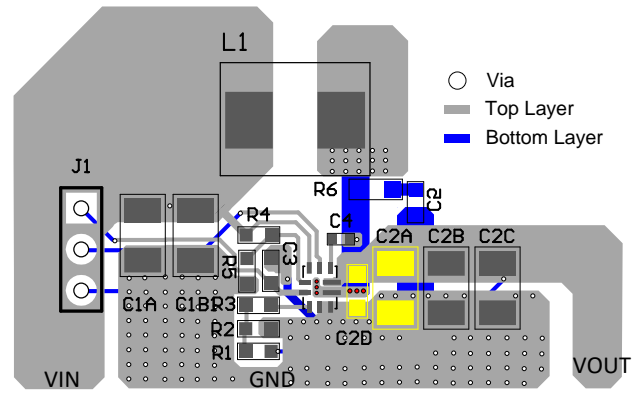 L1
Via
Top Layer
Bottom Layer
J1
R6
C5
R4
C4
C2A C2B C2C
C3
R5
C1A C1B R3
R2
C2D
R1
VIN GND VOUT